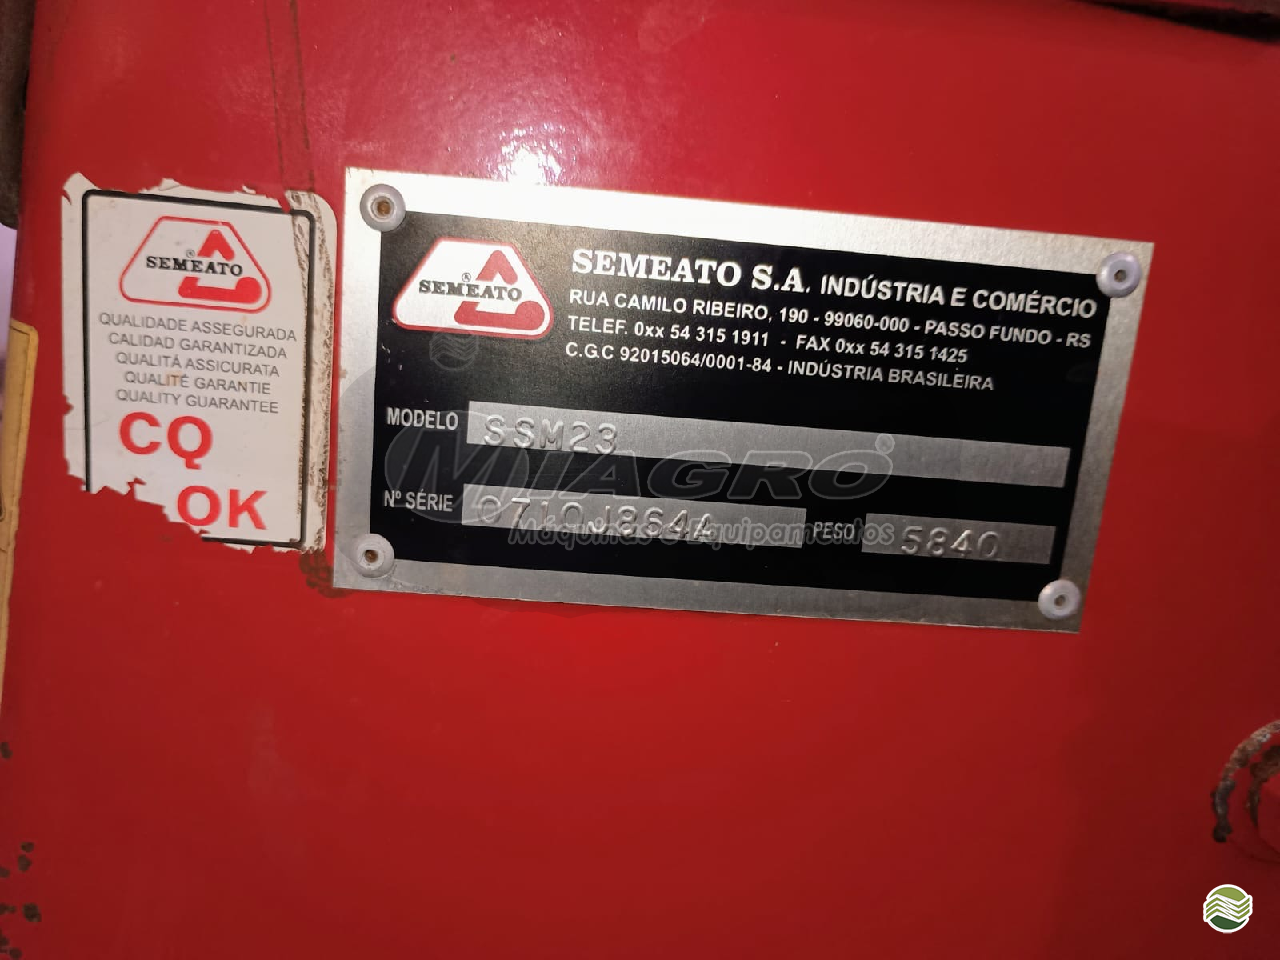 SEMEATO
QUALIDADE ASSEGURADA
CALIDAD GARANTIZADA
QUALITÁ ASSICURATA
QUALITÉ GARANTIE
QUALITY GUARANTEE
CQ
OK
SEMEATO
SEMEATO S.A. INDÚSTRIA E COMÉRCIO
RUA CAMILO RIBEIRO, 190 - 99060-000 - PASSO FUNDO - RS
TELEF. 0xx 54 315 1911 - FAX 0xx 54 315 1425
C.G.C 92015064/0001-84 - INDÚSTRIA BRASILEIRA
MODELO SSM23
Nº SÉRIE 0710J864A PESO 5840
MIAGRO®
Máquinas e Equipamentos